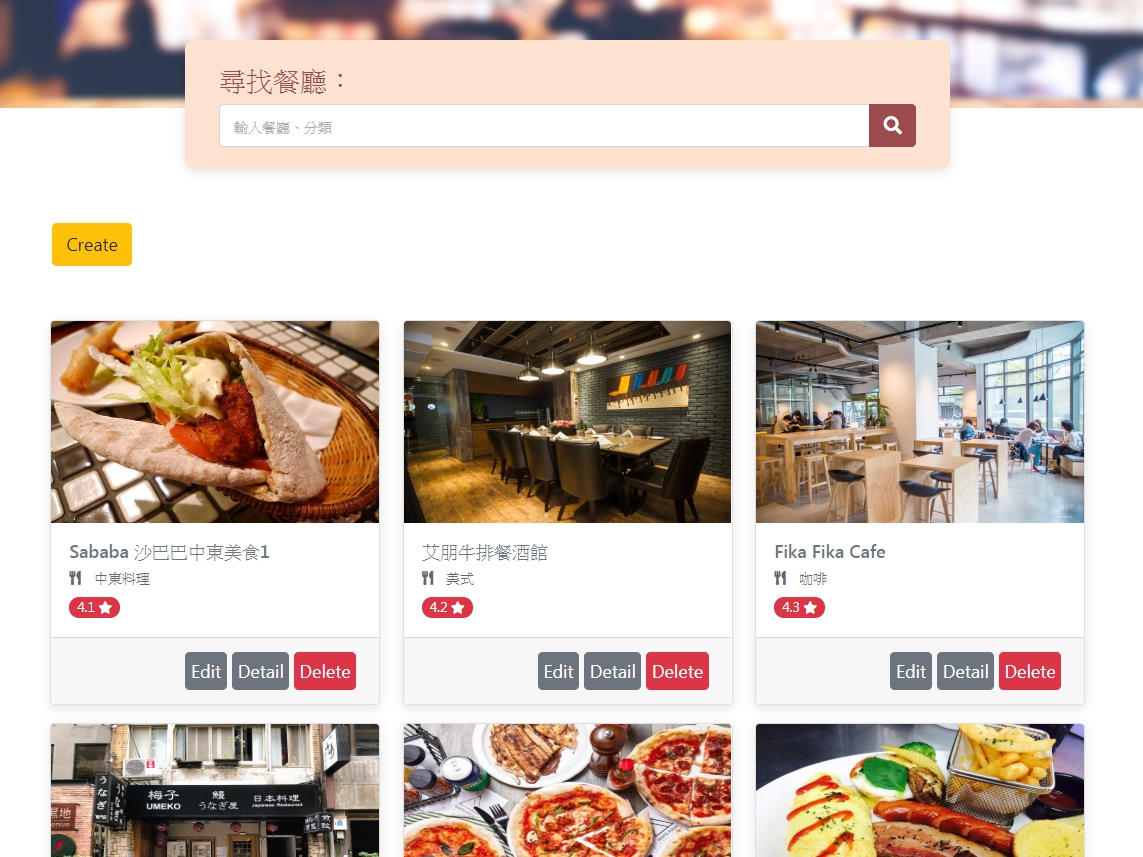 尋找餐廳：
輸入餐廳、分類
Create
Sababa 沙巴巴中東美食1
中東料理
4.1
Edit Detail Delete
艾朋牛排餐酒館
美式
4.2
Edit Detail Delete
Fika Fika Cafe
咖啡
4.3
Edit Detail Delete
うなぎ
梅子
UMEKO
鰻
うなぎ屋
日本料理
Japanese Restaurant